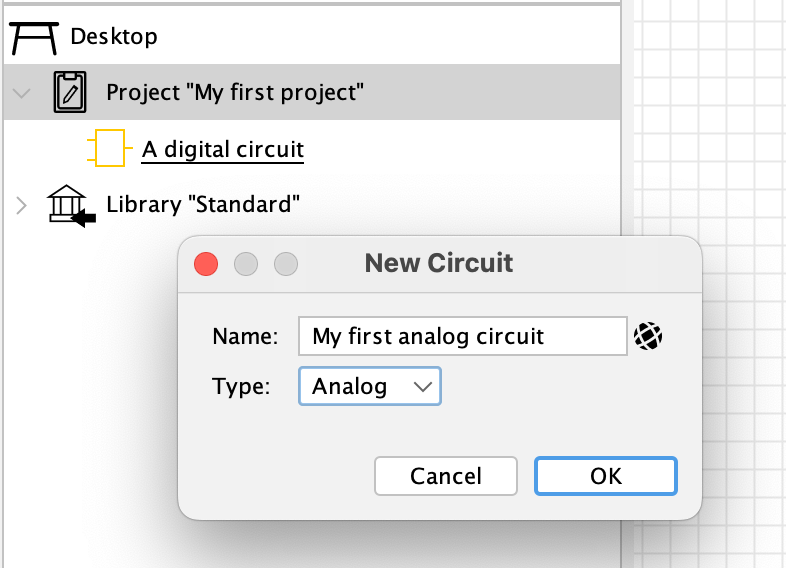 Desktop
Project "My first project"
A digital circuit
Library "Standard"
New Circuit
Name: My first analog circuit
Type: Analog
Cancel OK